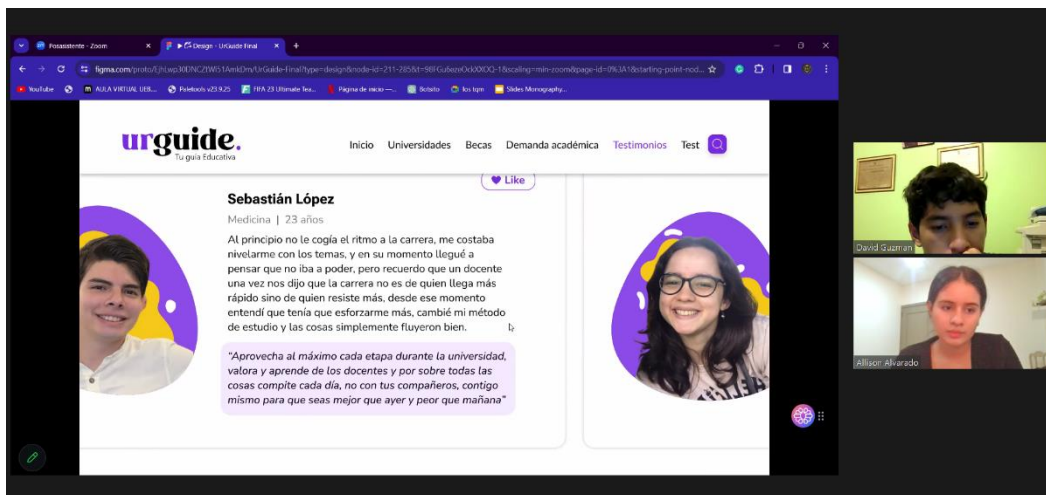 Posasistente - Zoom
Design - UrGuide Final
YouTube
AULA VIRTUAL UEB...
Paletools v23.9.25
FIFA 23 Ultimate Tea...
Página de inicio —...
Botsito
los tqm
Slides Monography...
urguide.
Tu guia Educativa
Inicio Universidades Becas Demanda académica Testimonios Test
Like
Sebastián López
Medicina | 23 años
Al principio no le cogía el ritmo a la carrera, me costaba
nivelarme con los temas, y en su momento llegué a
pensar que no iba a poder, pero recuerdo que un docente
una vez nos dijo que la carrera no es de quien llega más
rápido sino de quien resiste más, desde ese momento
entendí que tenía que esforzarme más, cambié mi método
de estudio y las cosas simplemente fluyeron bien.
“Aprovecha al máximo cada etapa durante la universidad,
valora y aprende de los docentes y por sobre todas las
cosas compite cada día, no con tus compañeros, contigo
mismo para que seas mejor que ayer y peor que mañana”
David Guzman
Allison Alvarado